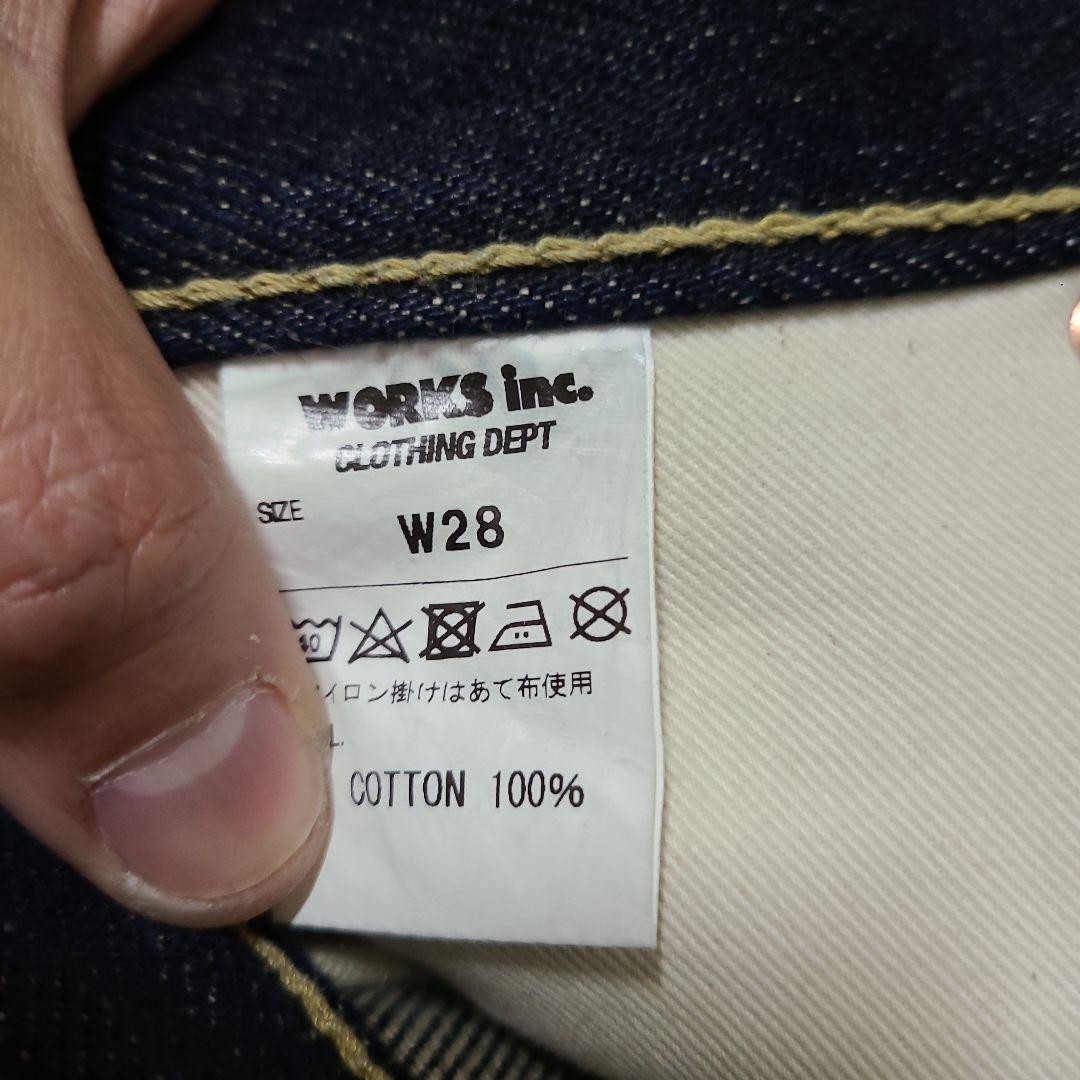 WORKS inc.
CLOTHING DEPT
SIZE
W28
40
イロン掛けはあて布使用
L.
COTTON 100%